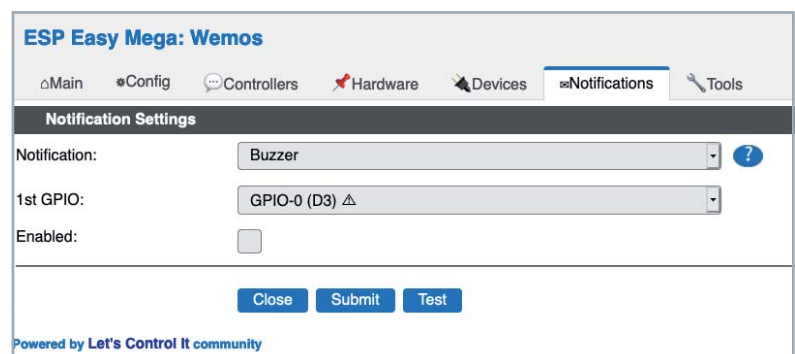 ESP Easy Mega: Wemos
Main Config Controllers Hardware Devices Notifications Tools
Notification Settings
Notification: Buzzer ?
1st GPIO: GPIO-0 (D3) ⚠
Enabled:
Close Submit Test
Powered by Let's Control It community